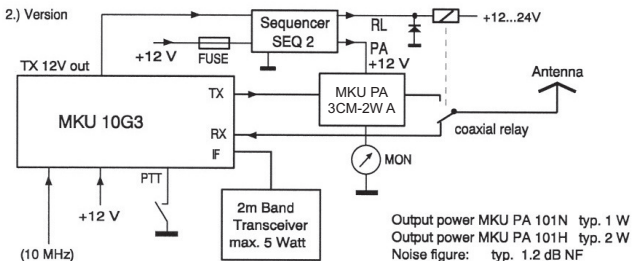 2.) Version
Sequencer
SEQ 2
RL
+12...24V
+12 V
FUSE
PA
+12 V
TX 12V out
Antenna
TX
MKU PA
3CM-2W A
MKU 10G3
RX
coaxial relay
IF
MON
PTT
+12 V
2m Band
Transceiver
max. 5 Watt
(10 MHz)
Output power MKU PA 101N typ. 1 W
Output power MKU PA 101H typ. 2 W
Noise figure: typ. 1.2 dB NF